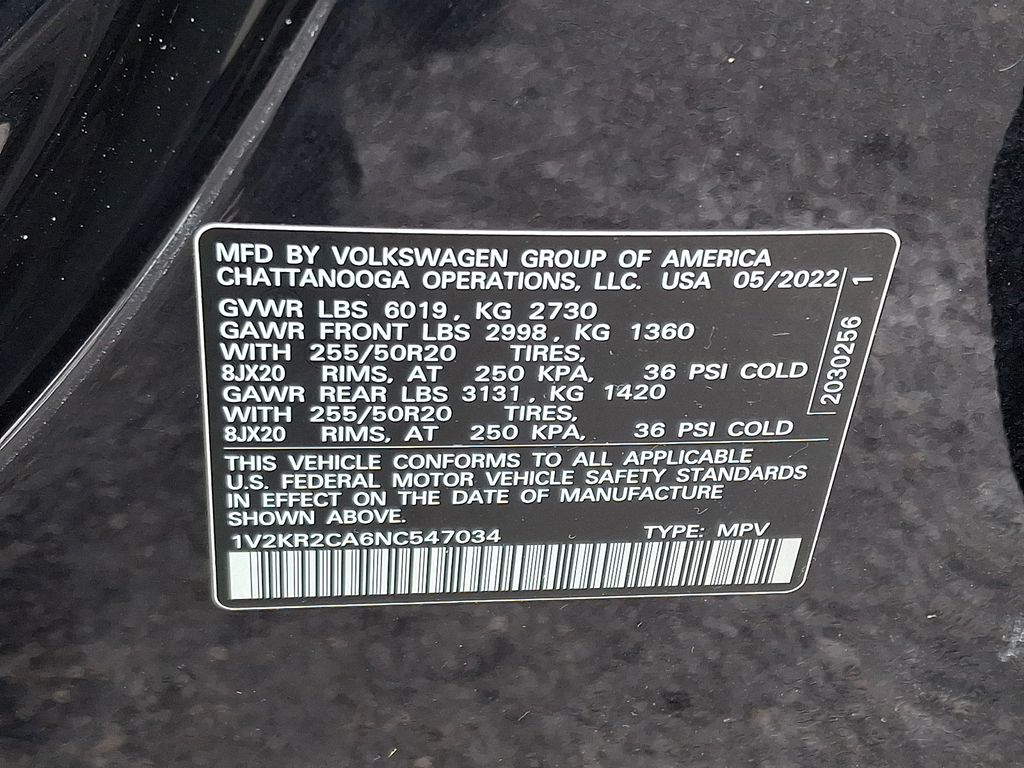 MFD BY VOLKSWAGEN GROUP OF AMERICA
CHATTANOOGA OPERATIONS, LLC. USA 05/2022
GVWR LBS 6019, KG 2730
GAWR FRONT LBS 2998, KG 1360
WITH 255/50R20 TIRES,
8JX20 RIMS, AT 250 KPA, 36 PSI COLD
GAWR REAR LBS 3131, KG 1420
WITH 255/50R20 TIRES,
8JX20 RIMS, AT 250 KPA, 36 PSI COLD
2030256 1
THIS VEHICLE CONFORMS TO ALL APPLICABLE
U.S. FEDERAL MOTOR VEHICLE SAFETY STANDARDS
IN EFFECT ON THE DATE OF MANUFACTURE
SHOWN ABOVE.
1V2KR2CA6NC547034 TYPE: MPV